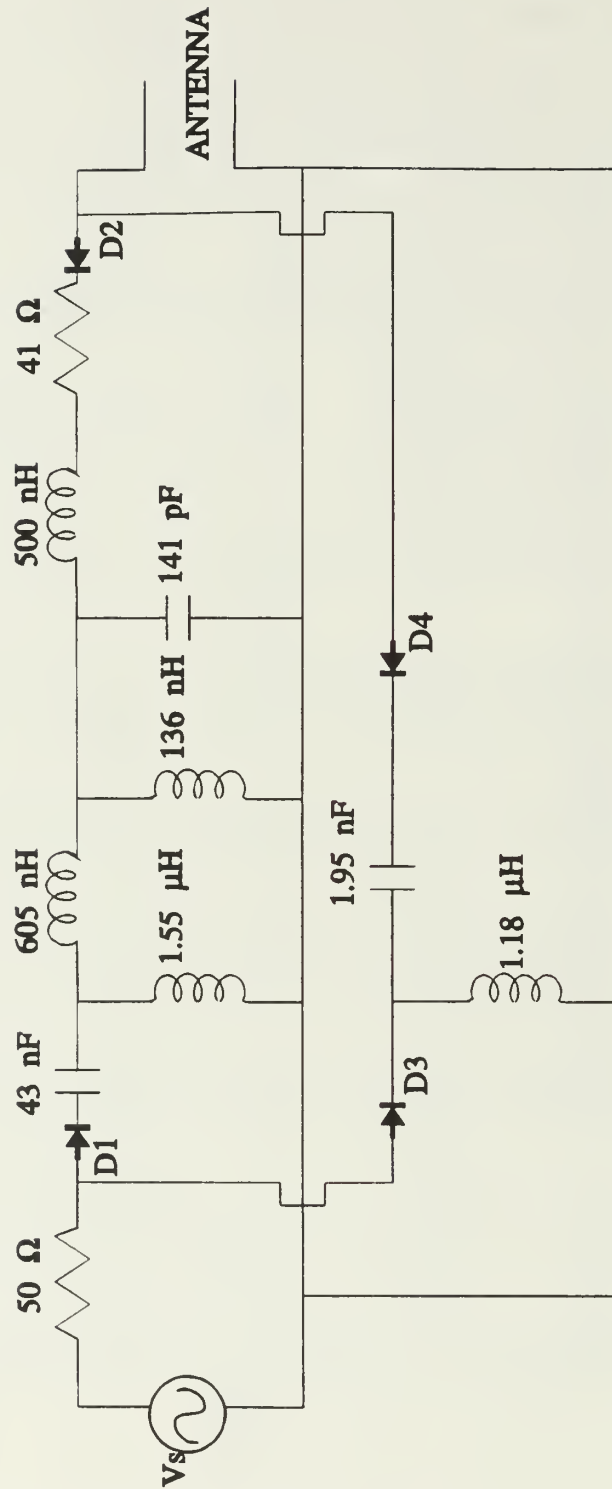 Vs
50 Ω
D1
43 nF
605 nH
1.55 µH
136 nH
141 pF
500 nH
41 Ω
D2
ANTENNA
D3
1.95 nF
1.18 µH
D4